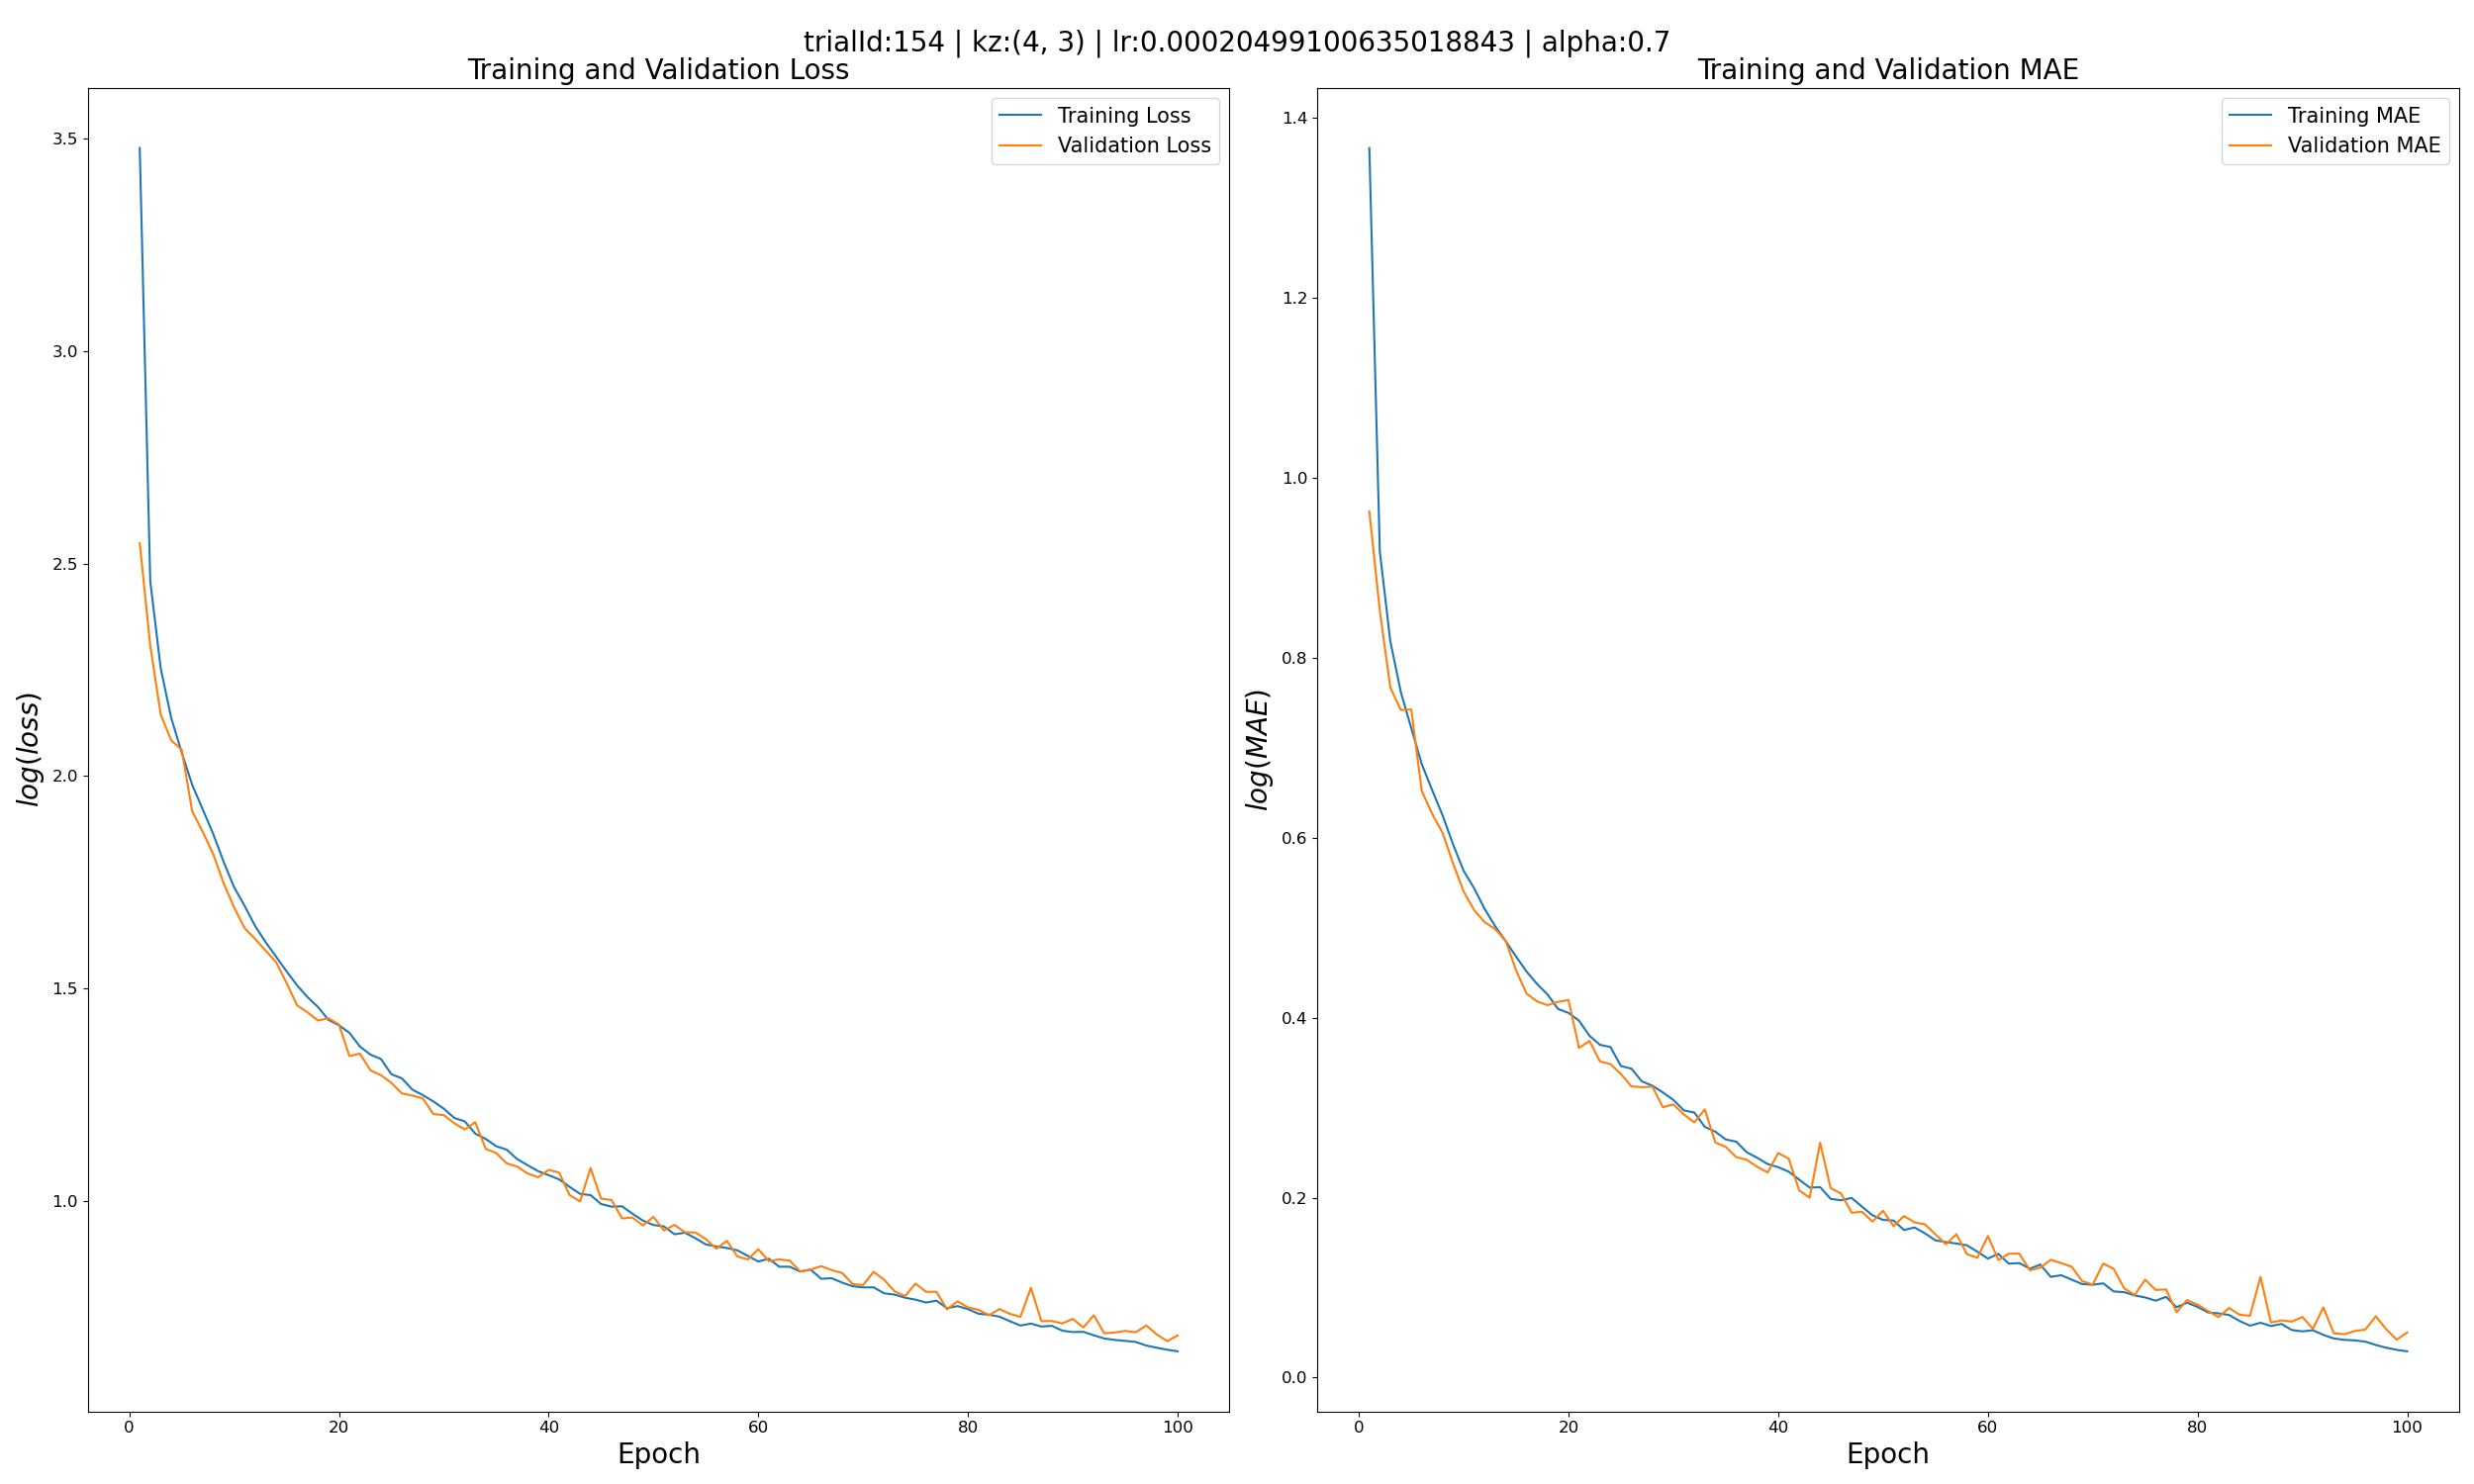 trialId:154 | kz:(4, 3) | lr:0.00020499100635018843 | alpha:0.7
Training and Validation Loss
Training Loss
Validation Loss
3.5
3.0
2.5
2.0
1.5
1.0
log(loss)
0 20 40 60 80 100
Epoch
Training and Validation MAE
Training MAE
Validation MAE
1.4
1.2
1.0
0.8
0.6
0.4
0.2
0.0
log(MAE)
0 20 40 60 80 100
Epoch